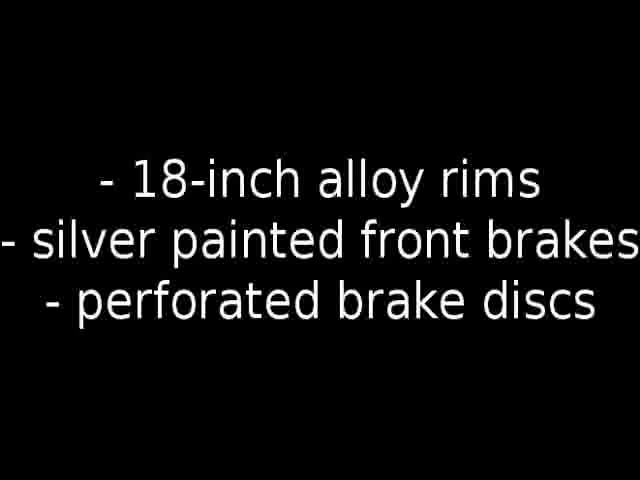 - 18-inch alloy rims
- silver painted front brakes
- perforated brake discs